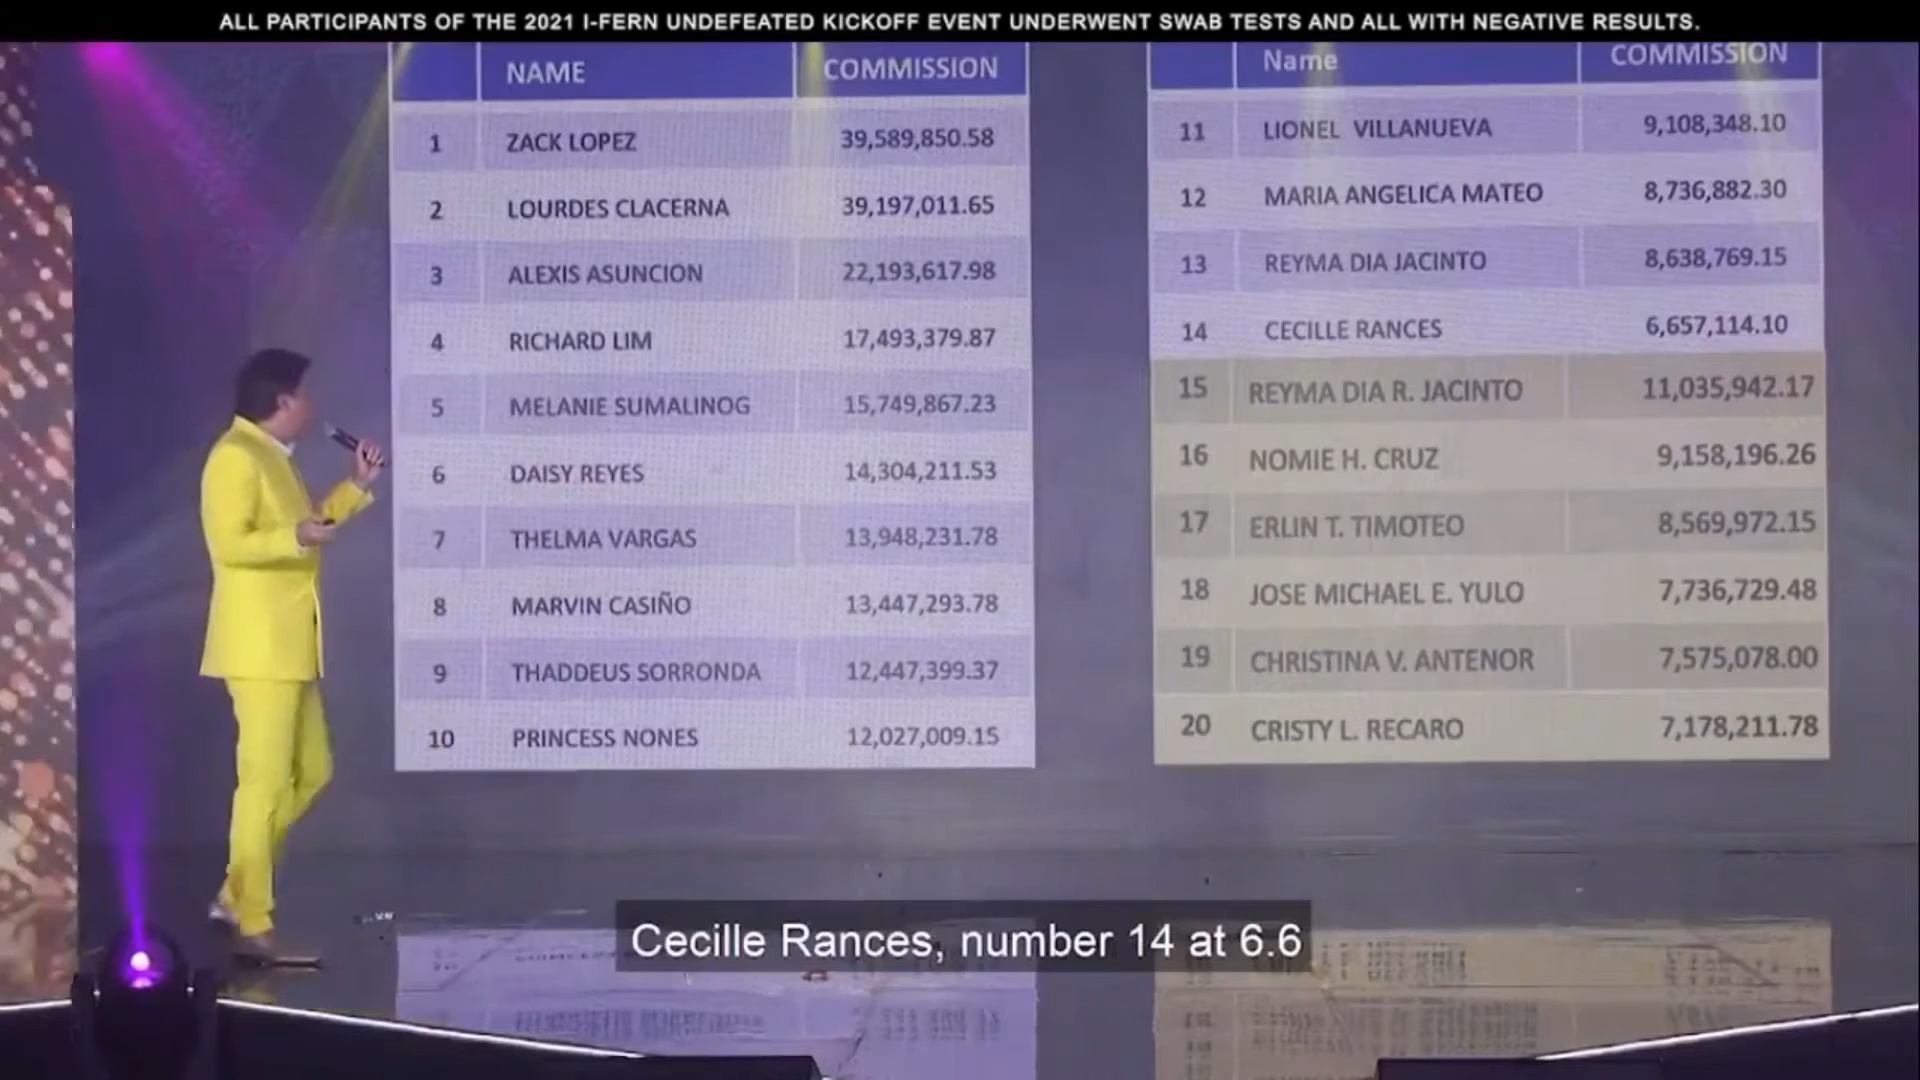 ALL PARTICIPANTS OF THE 2021 I-FERN UNDEFEATED KICKOFF EVENT UNDERWENT SWAB TESTS AND ALL WITH NEGATIVE RESULTS.
NAME COMMISSION
1 ZACK LOPEZ 39,589,850.58
2 LOURDES CLACERNA 39,197,011.65
3 ALEXIS ASUNCION 22,193,617.98
4 RICHARD LIM 17,493,379.87
5 MELANIE SUMALINOG 15,749,867.23
6 DAISY REYES 14,304,211.53
7 THELMA VARGAS 13,948,231.78
8 MARVIN CASIÑO 13,447,293.78
9 THADDEUS SORRONDA 12,447,399.37
10 PRINCESS NONES 12,027,009.15
Name COMMISSION
11 LIONEL VILLANUEVA 9,108,348.10
12 MARIA ANGELICA MATEO 8,736,882.30
13 REYMA DIA JACINTO 8,638,769.15
14 CECILLE RANCES 6,657,114.10
15 REYMA DIA R. JACINTO 11,035,942.17
16 NOMIE H. CRUZ 9,158,196.26
17 ERLIN T. TIMOTEO 8,569,972.15
18 JOSE MICHAEL E. YULO 7,736,729.48
19 CHRISTINA V. ANTENOR 7,575,078.00
20 CRISTY L. RECARO 7,178,211.78
Cecille Rances, number 14 at 6.6